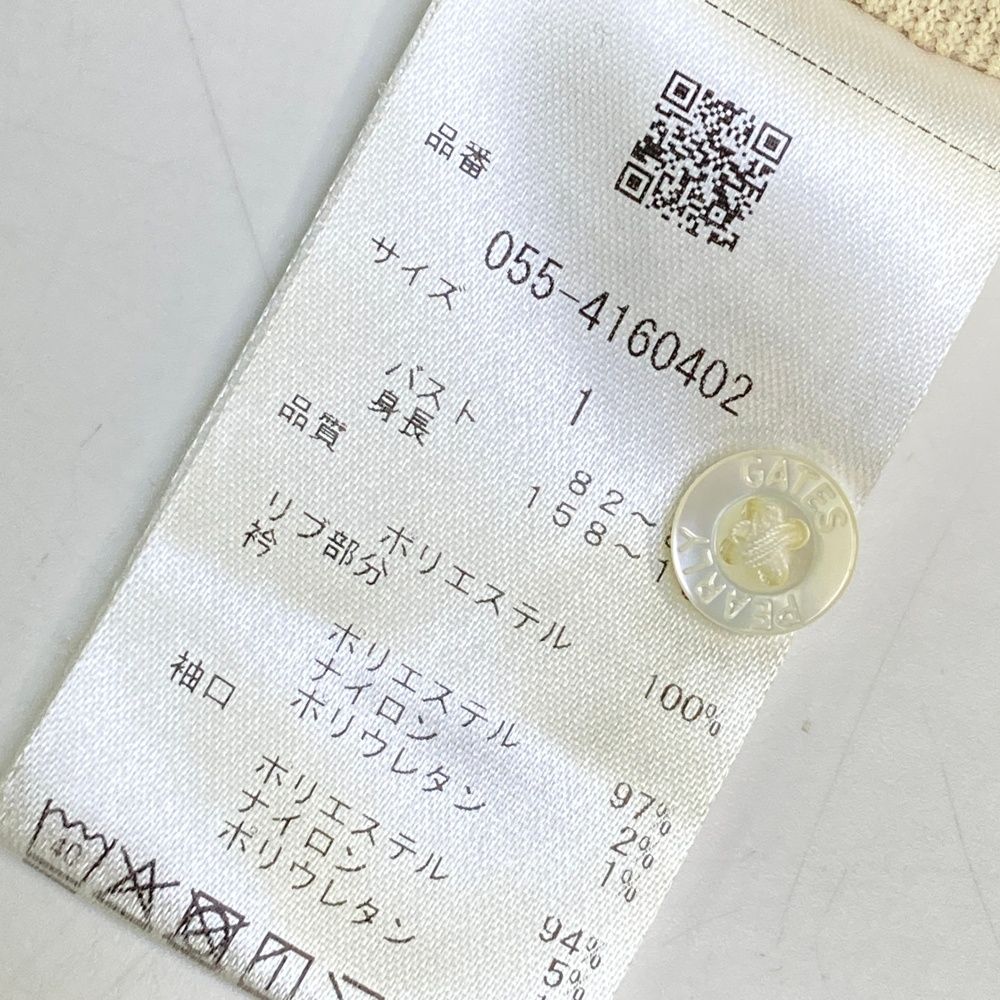 品番
055-4160402
サイズ
1
バスト 82～
身長 158～1
品質
ポリエステル 100%
リブ部分
衿
ポリエステル 97%
ナイロン 2%
ポリウレタン 1%
袖口
ポリエステル 94%
ナイロン 5%
ポリウレタン
40
PEARLY GATES